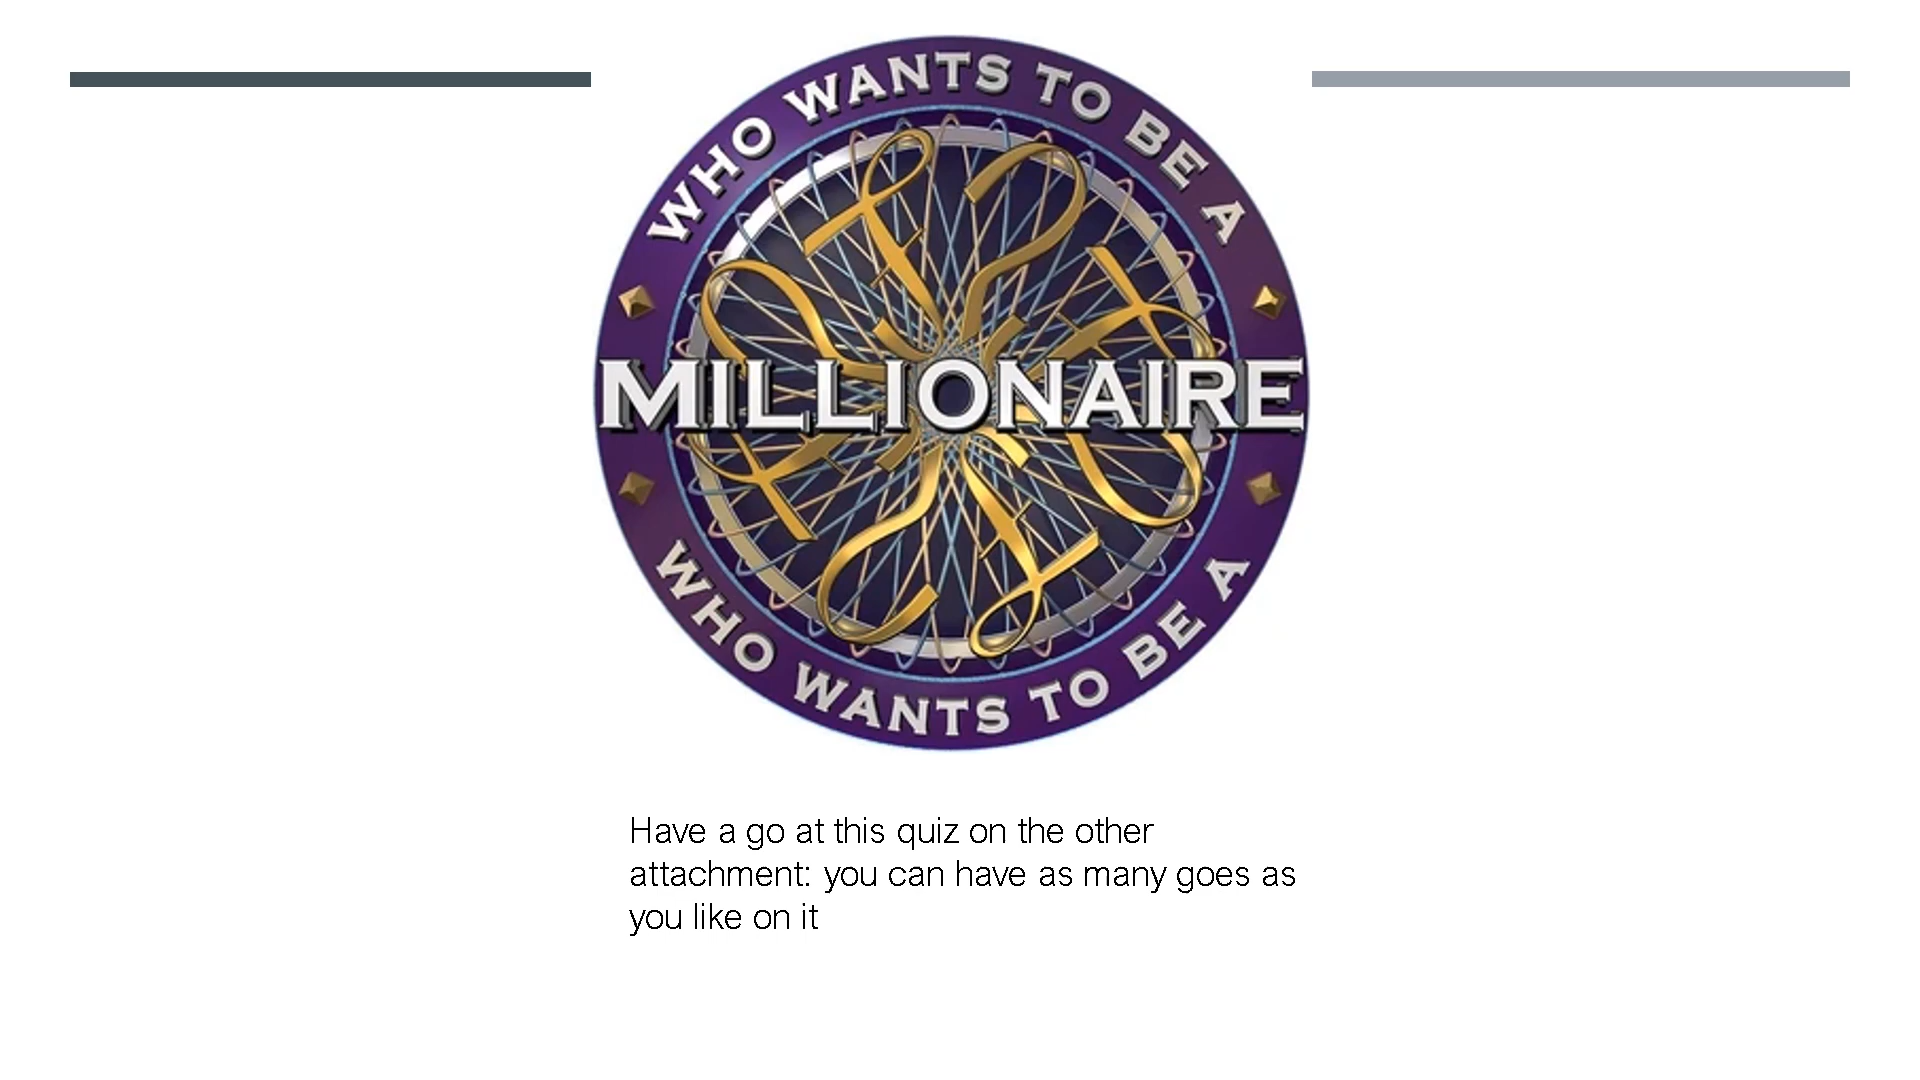 WHO WANTS TO BE A
MILLIONAIRE
WHO WANTS TO BE A
Have a go at this quiz on the other
attachment: you can have as many goes as
you like on it